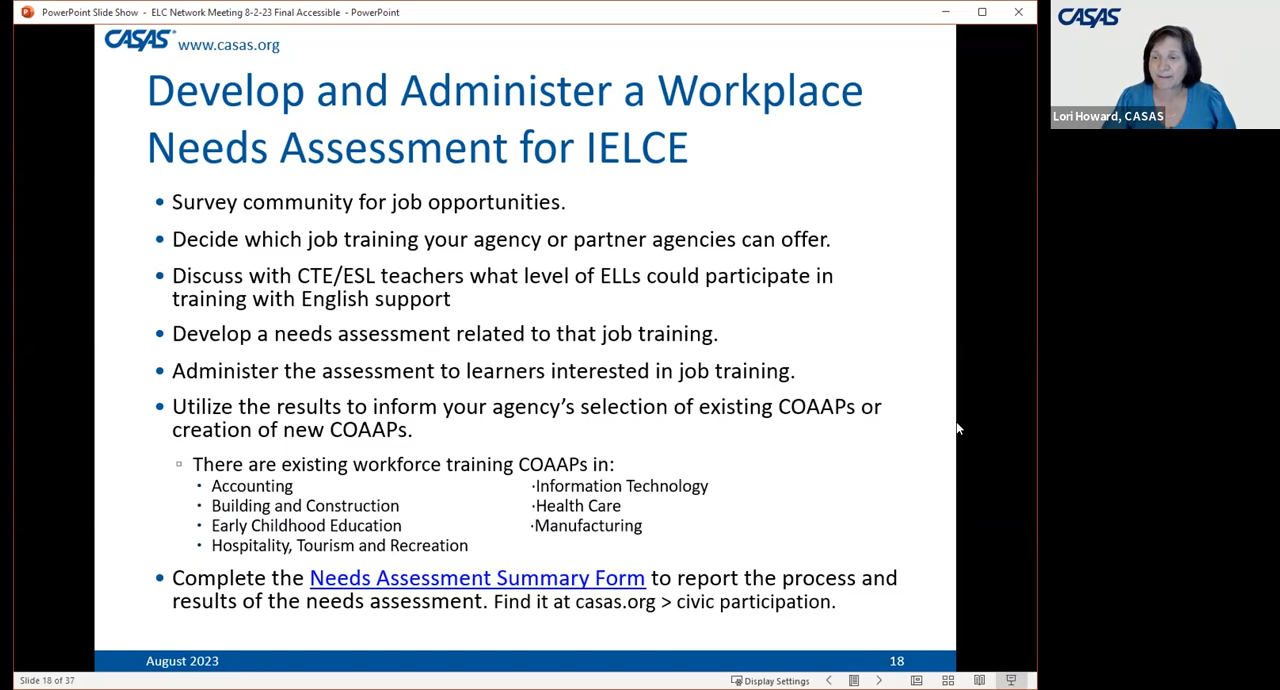 PowerPoint Slide Show - ELC Network Meeting 8-2-23 Final Accessible - PowerPoint
CASAS www.casas.org
Develop and Administer a Workplace
Needs Assessment for IELCE
• Survey community for job opportunities.
• Decide which job training your agency or partner agencies can offer.
• Discuss with CTE/ESL teachers what level of ELLs could participate in
training with English support
• Develop a needs assessment related to that job training.
• Administer the assessment to learners interested in job training.
• Utilize the results to inform your agency's selection of existing COAAPs or
creation of new COAAPs.
▫ There are existing workforce training COAAPs in:
• Accounting ·Information Technology
• Building and Construction ·Health Care
• Early Childhood Education ·Manufacturing
• Hospitality, Tourism and Recreation
• Complete the Needs Assessment Summary Form to report the process and
results of the needs assessment. Find it at casas.org > civic participation.
August 2023 18
Slide 18 of 37 Display Settings
CASAS
Lori Howard, CASAS